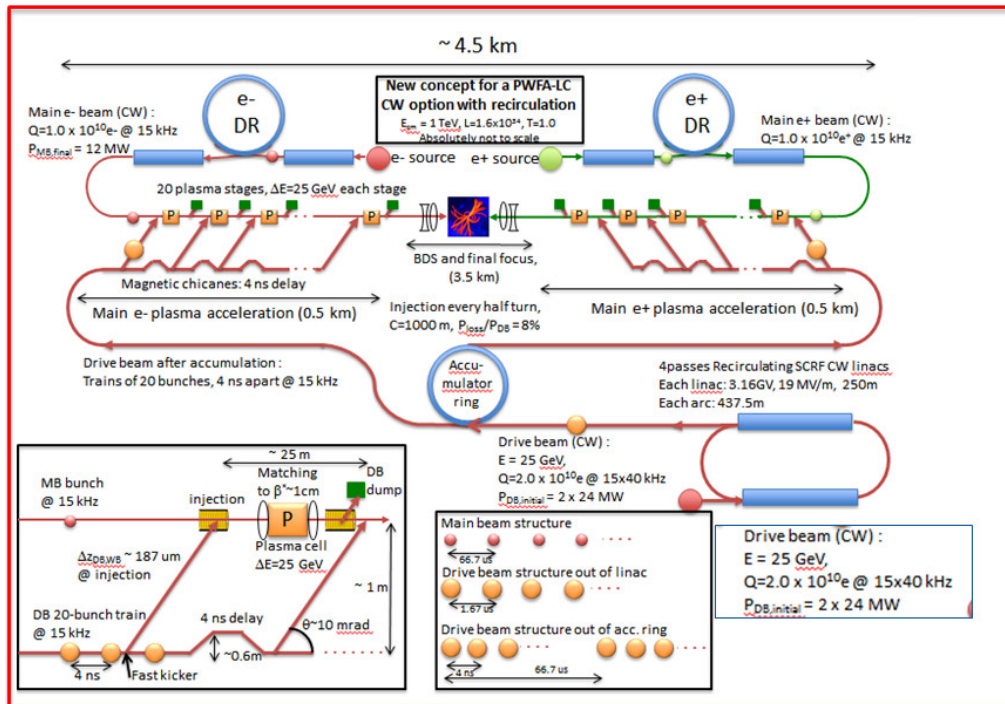 ~ 4.5 km
New concept for a PWFA-LC
CW option with recirculation
E_cm = 1 TeV, L=1.6x10³⁴, T=1.0
Absolutely not to scale
e-
DR
e+
DR
Main e- beam (CW) :
Q=1.0 x 10¹⁰e- @ 15 kHz
P_MB,final = 12 MW
Main e+ beam (CW) :
Q=1.0 x 10¹⁰e⁺ @ 15 kHz
e- source
e+ source
20 plasma stages, ΔE=25 GeV each stage
P
P
P
P
P
P
P
P
BDS and final focus,
(3.5 km)
Magnetic chicanes: 4 ns delay
Main e- plasma acceleration (0.5 km)
Injection every half turn,
C=1000 m, P_loss/P_DB = 8%
Main e+ plasma acceleration (0.5 km)
Drive beam after accumulation :
Trains of 20 bunches, 4 ns apart @ 15 kHz
Accu-
mulator
ring
4passes Recirculating SCRF CW linacs
Each linac: 3.16GV, 19 MV/m, 250m
Each arc: 437.5m
Drive beam (CW) :
E = 25 GeV,
Q=2.0 x 10¹⁰e @ 15x40 kHz
P_DB,initial = 2 x 24 MW
~ 25 m
MB bunch
@ 15 kHz
injection
Matching
to β*~1cm
DB
dump
P
Plasma cell
ΔE=25 GeV
Δz_DB,WB ~ 187 um
@ injection
~ 1 m
DB 20-bunch train
@ 15 kHz
4 ns delay
θ~10 mrad
~0.6m
4 ns
Fast kicker
Main beam structure
66.7 us
Drive beam structure out of linac
1.67 us
Drive beam structure out of acc. ring
66.7 us
4 ns
Drive beam (CW) :
E = 25 GeV,
Q=2.0 x 10¹⁰e @ 15x40 kHz
P_DB,initial = 2 x 24 MW